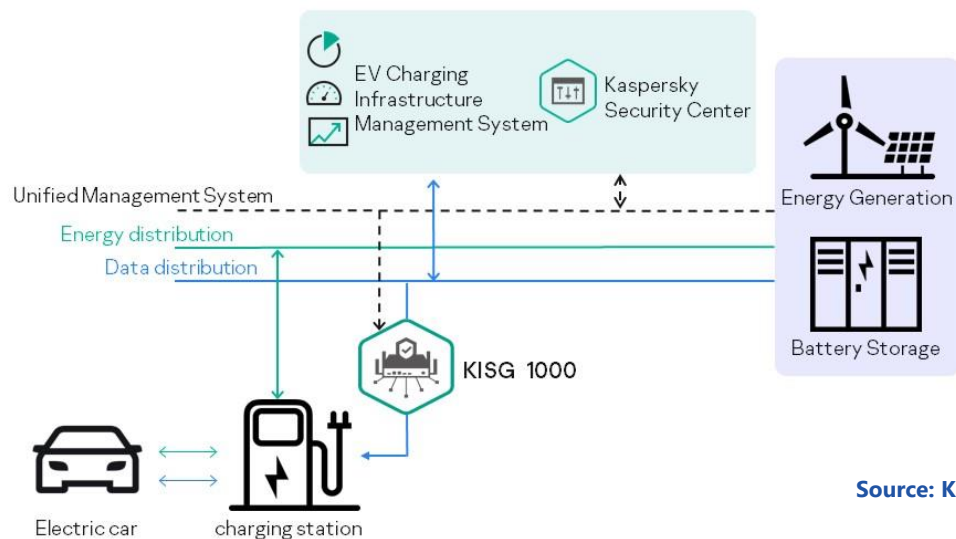 EV Charging
Infrastructure
Management System
Kaspersky
Security Center
Unified Management System
Energy distribution
Data distribution
Energy Generation
Battery Storage
KISG 1000
Electric car
charging station
Source: K